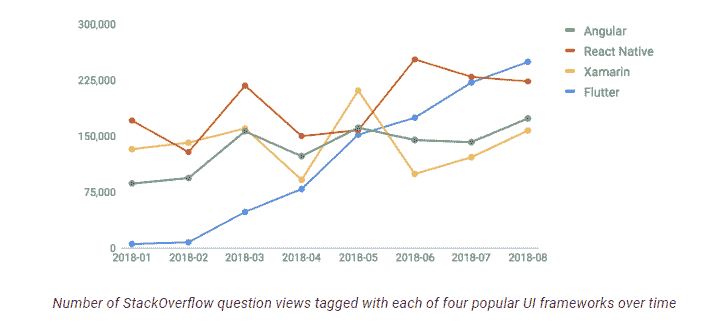 300,000
225,000
150,000
75,000
0
2018-01 2018-02 2018-03 2018-04 2018-05 2018-06 2018-07 2018-08
Angular
React Native
Xamarin
Flutter
Number of StackOverflow question views tagged with each of four popular UI frameworks over time